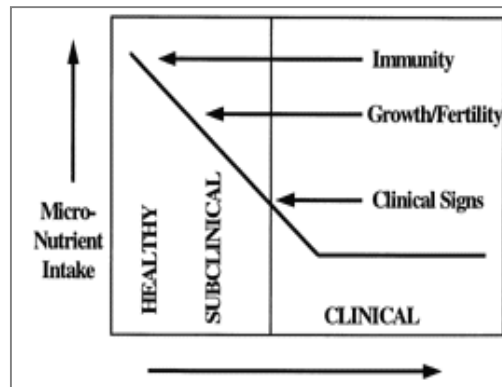 Immunity
Growth/Fertility
Clinical Signs
Micro-
Nutrient
Intake
HEALTHY
SUBCLINICAL
CLINICAL